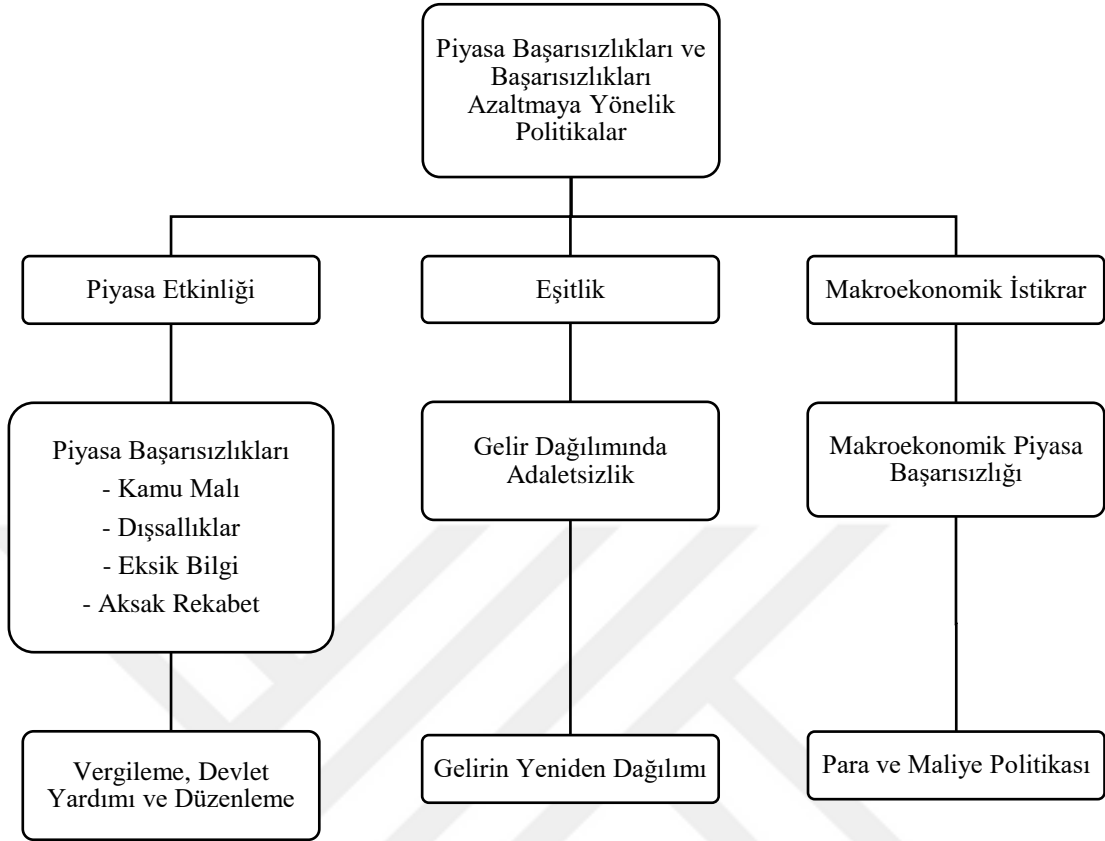 Piyasa Başarısızlıkları ve
Başarısızlıkları
Azaltmaya Yönelik
Politikalar
Piyasa Etkinliği
Eşitlik
Makroekonomik İstikrar
Piyasa Başarısızlıkları
- Kamu Malı
- Dışsallıklar
- Eksik Bilgi
- Aksak Rekabet
Gelir Dağılımında
Adaletsizlik
Makroekonomik Piyasa
Başarısızlığı
Vergileme, Devlet
Yardımı ve Düzenleme
Gelirin Yeniden Dağılımı
Para ve Maliye Politikası